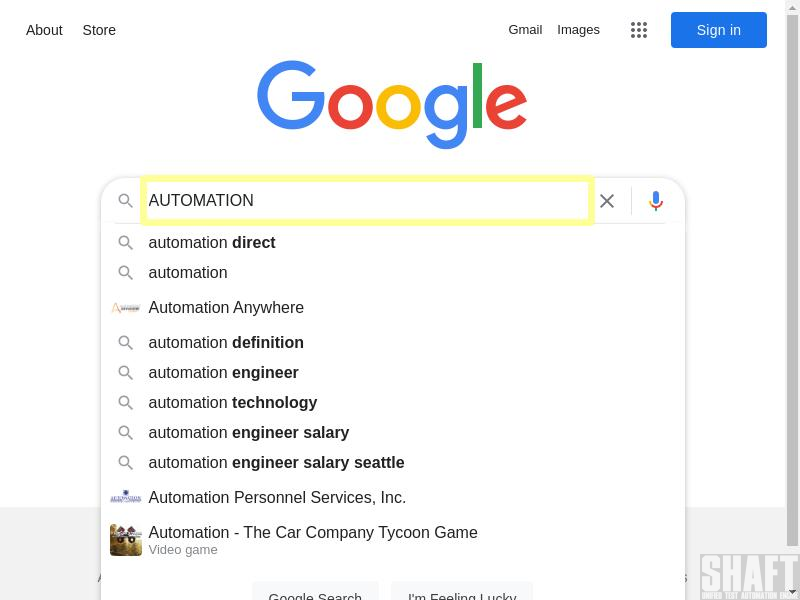 About Store Gmail Images Sign in
Google
AUTOMATION
automation direct
automation
Automation Anywhere
automation definition
automation engineer
automation technology
automation engineer salary
automation engineer salary seattle
Automation Personnel Services, Inc.
Automation - The Car Company Tycoon Game
Video game
Google Search I'm Feeling Lucky
SHAFT